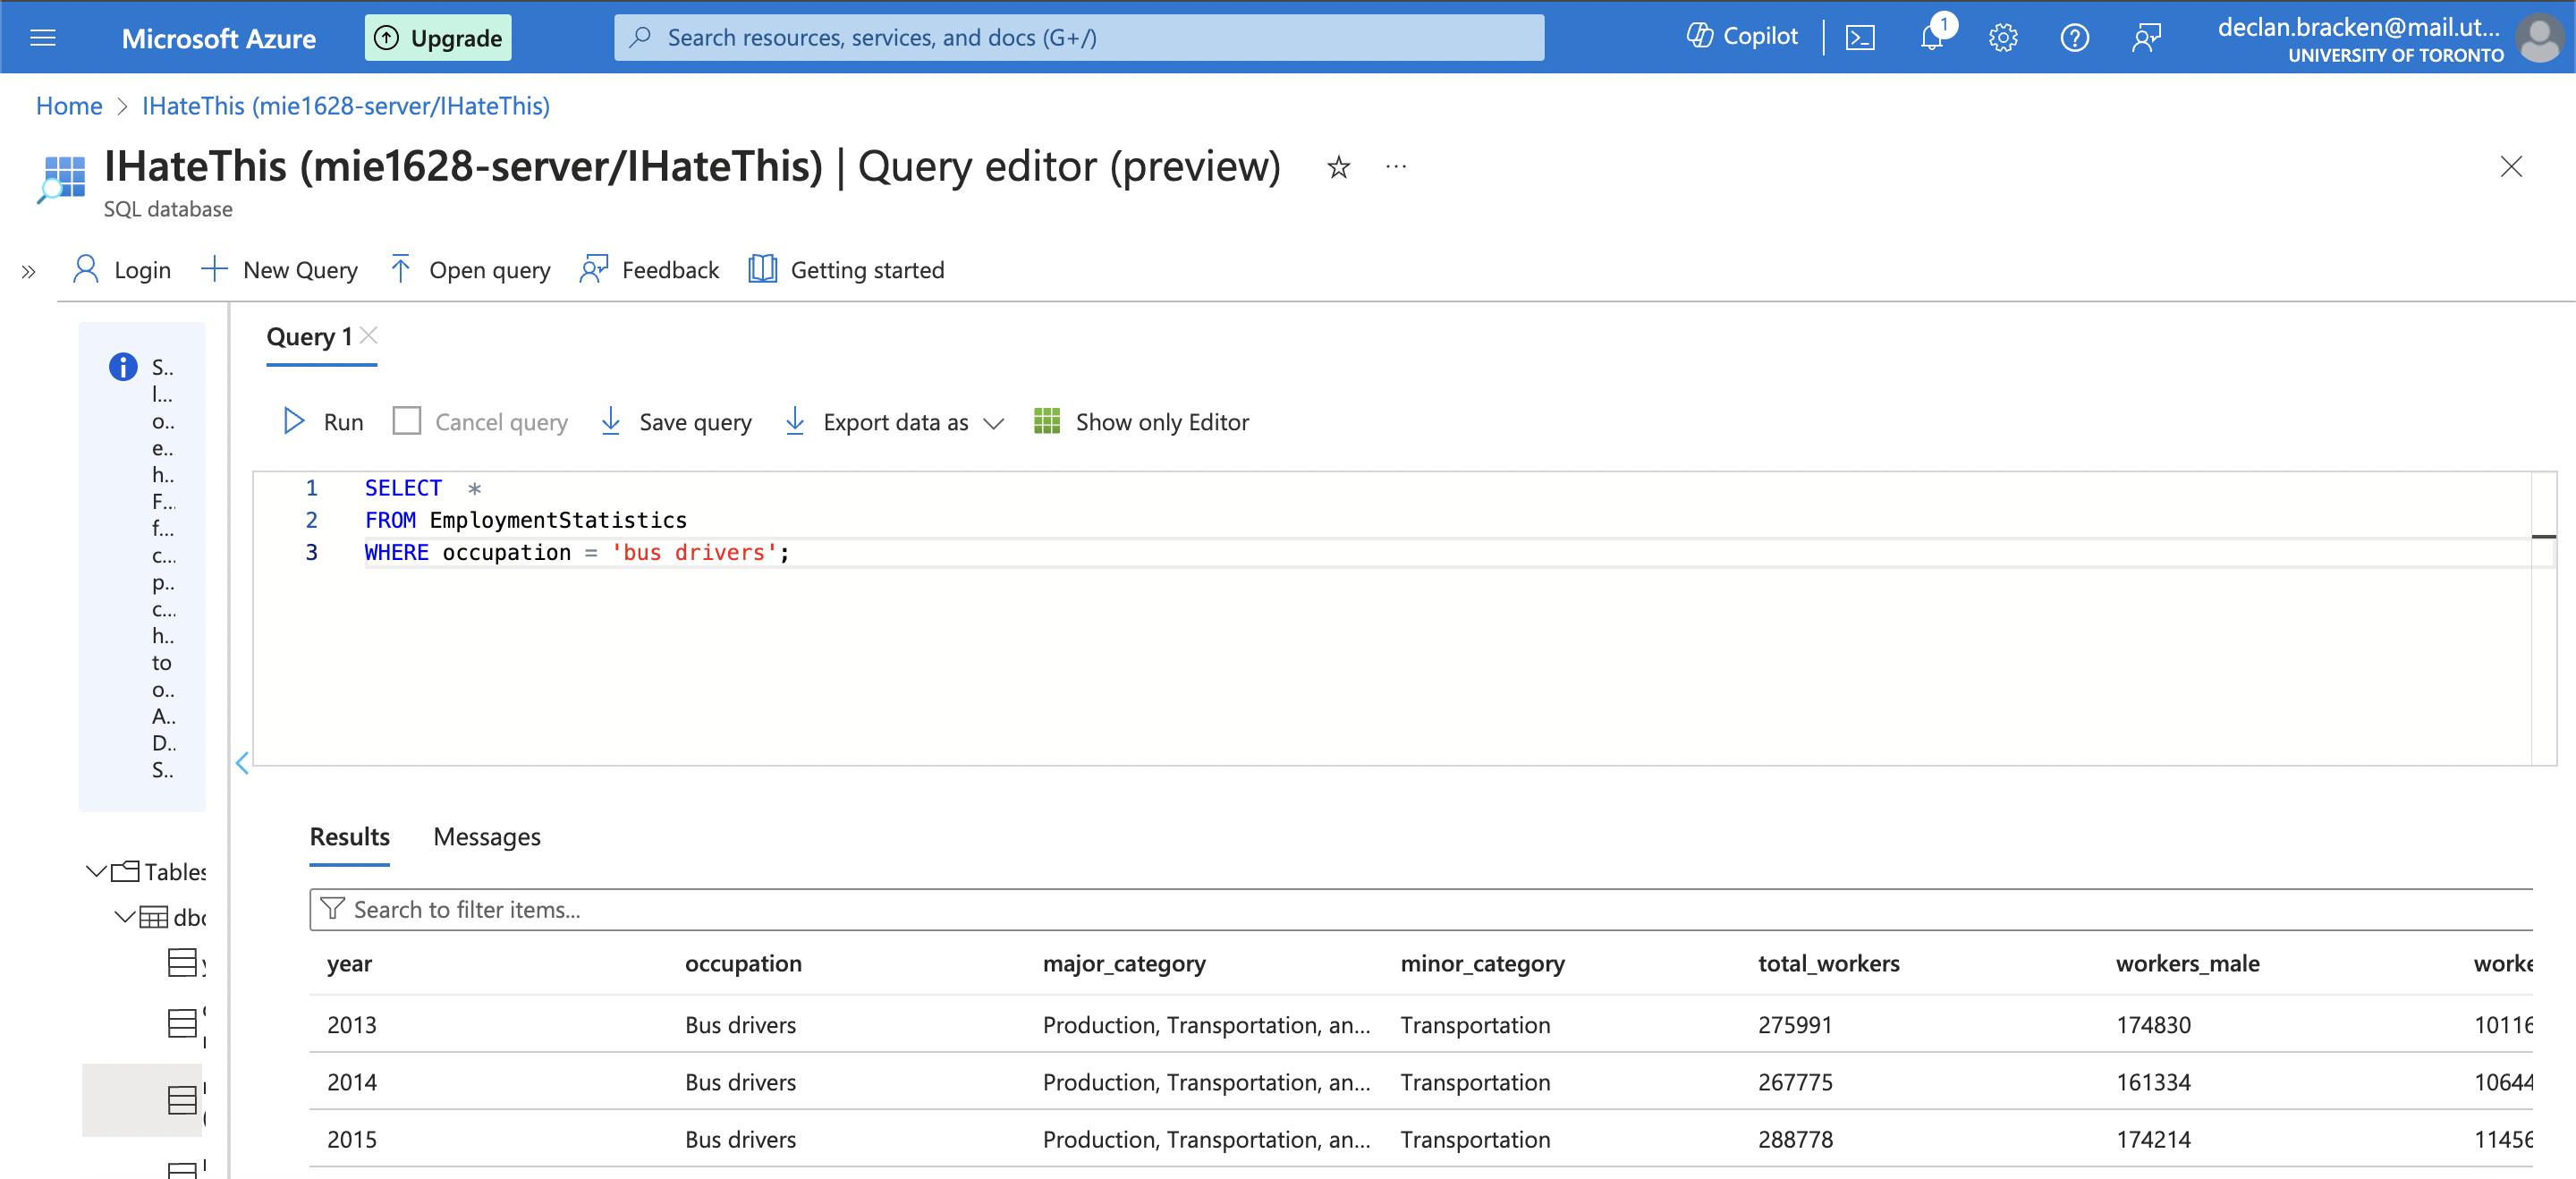 Microsoft Azure
Upgrade
Search resources, services, and docs (G+/)
Copilot
1
declan.bracken@mail.ut...
UNIVERSITY OF TORONTO
Home > IHateThis (mie1628-server/IHateThis)
IHateThis (mie1628-server/IHateThis) | Query editor (preview)
SQL database
Login
New Query
Open query
Feedback
Getting started
S..
l...
o..
e..
h..
F...
f...
c...
p..
c...
h..
to
o..
A..
D..
S..
Tables
Query 1
Run
Cancel query
Save query
Export data as
Show only Editor
1 SELECT *
2 FROM EmploymentStatistics
3 WHERE occupation = 'bus drivers';
Results Messages
Search to filter items...
year occupation major_category minor_category total_workers workers_male worke
2013 Bus drivers Production, Transportation, an... Transportation 275991 174830 10116
2014 Bus drivers Production, Transportation, an... Transportation 267775 161334 10644
2015 Bus drivers Production, Transportation, an... Transportation 288778 174214 11456